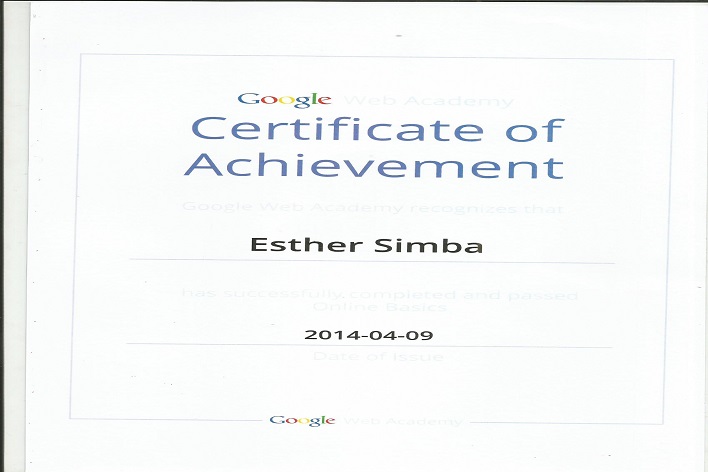 Google Web Academy
Certificate of
Achievement
Google Web Academy recognizes that
Esther Simba
has successfully completed and passed
Online Basics
2014-04-09
Date of issue
Google Web Academy